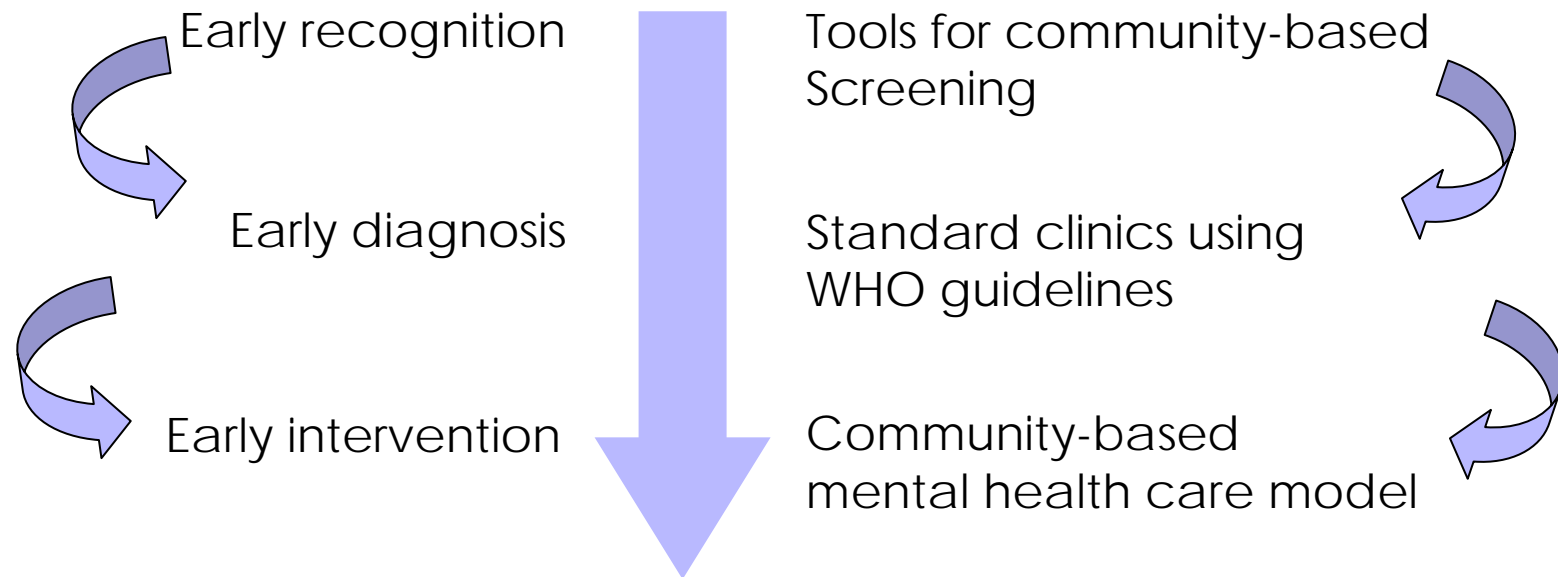 Early recognition
Tools for community-based
Screening
Early diagnosis
Standard clinics using
WHO guidelines
Early intervention
Community-based
mental health care model